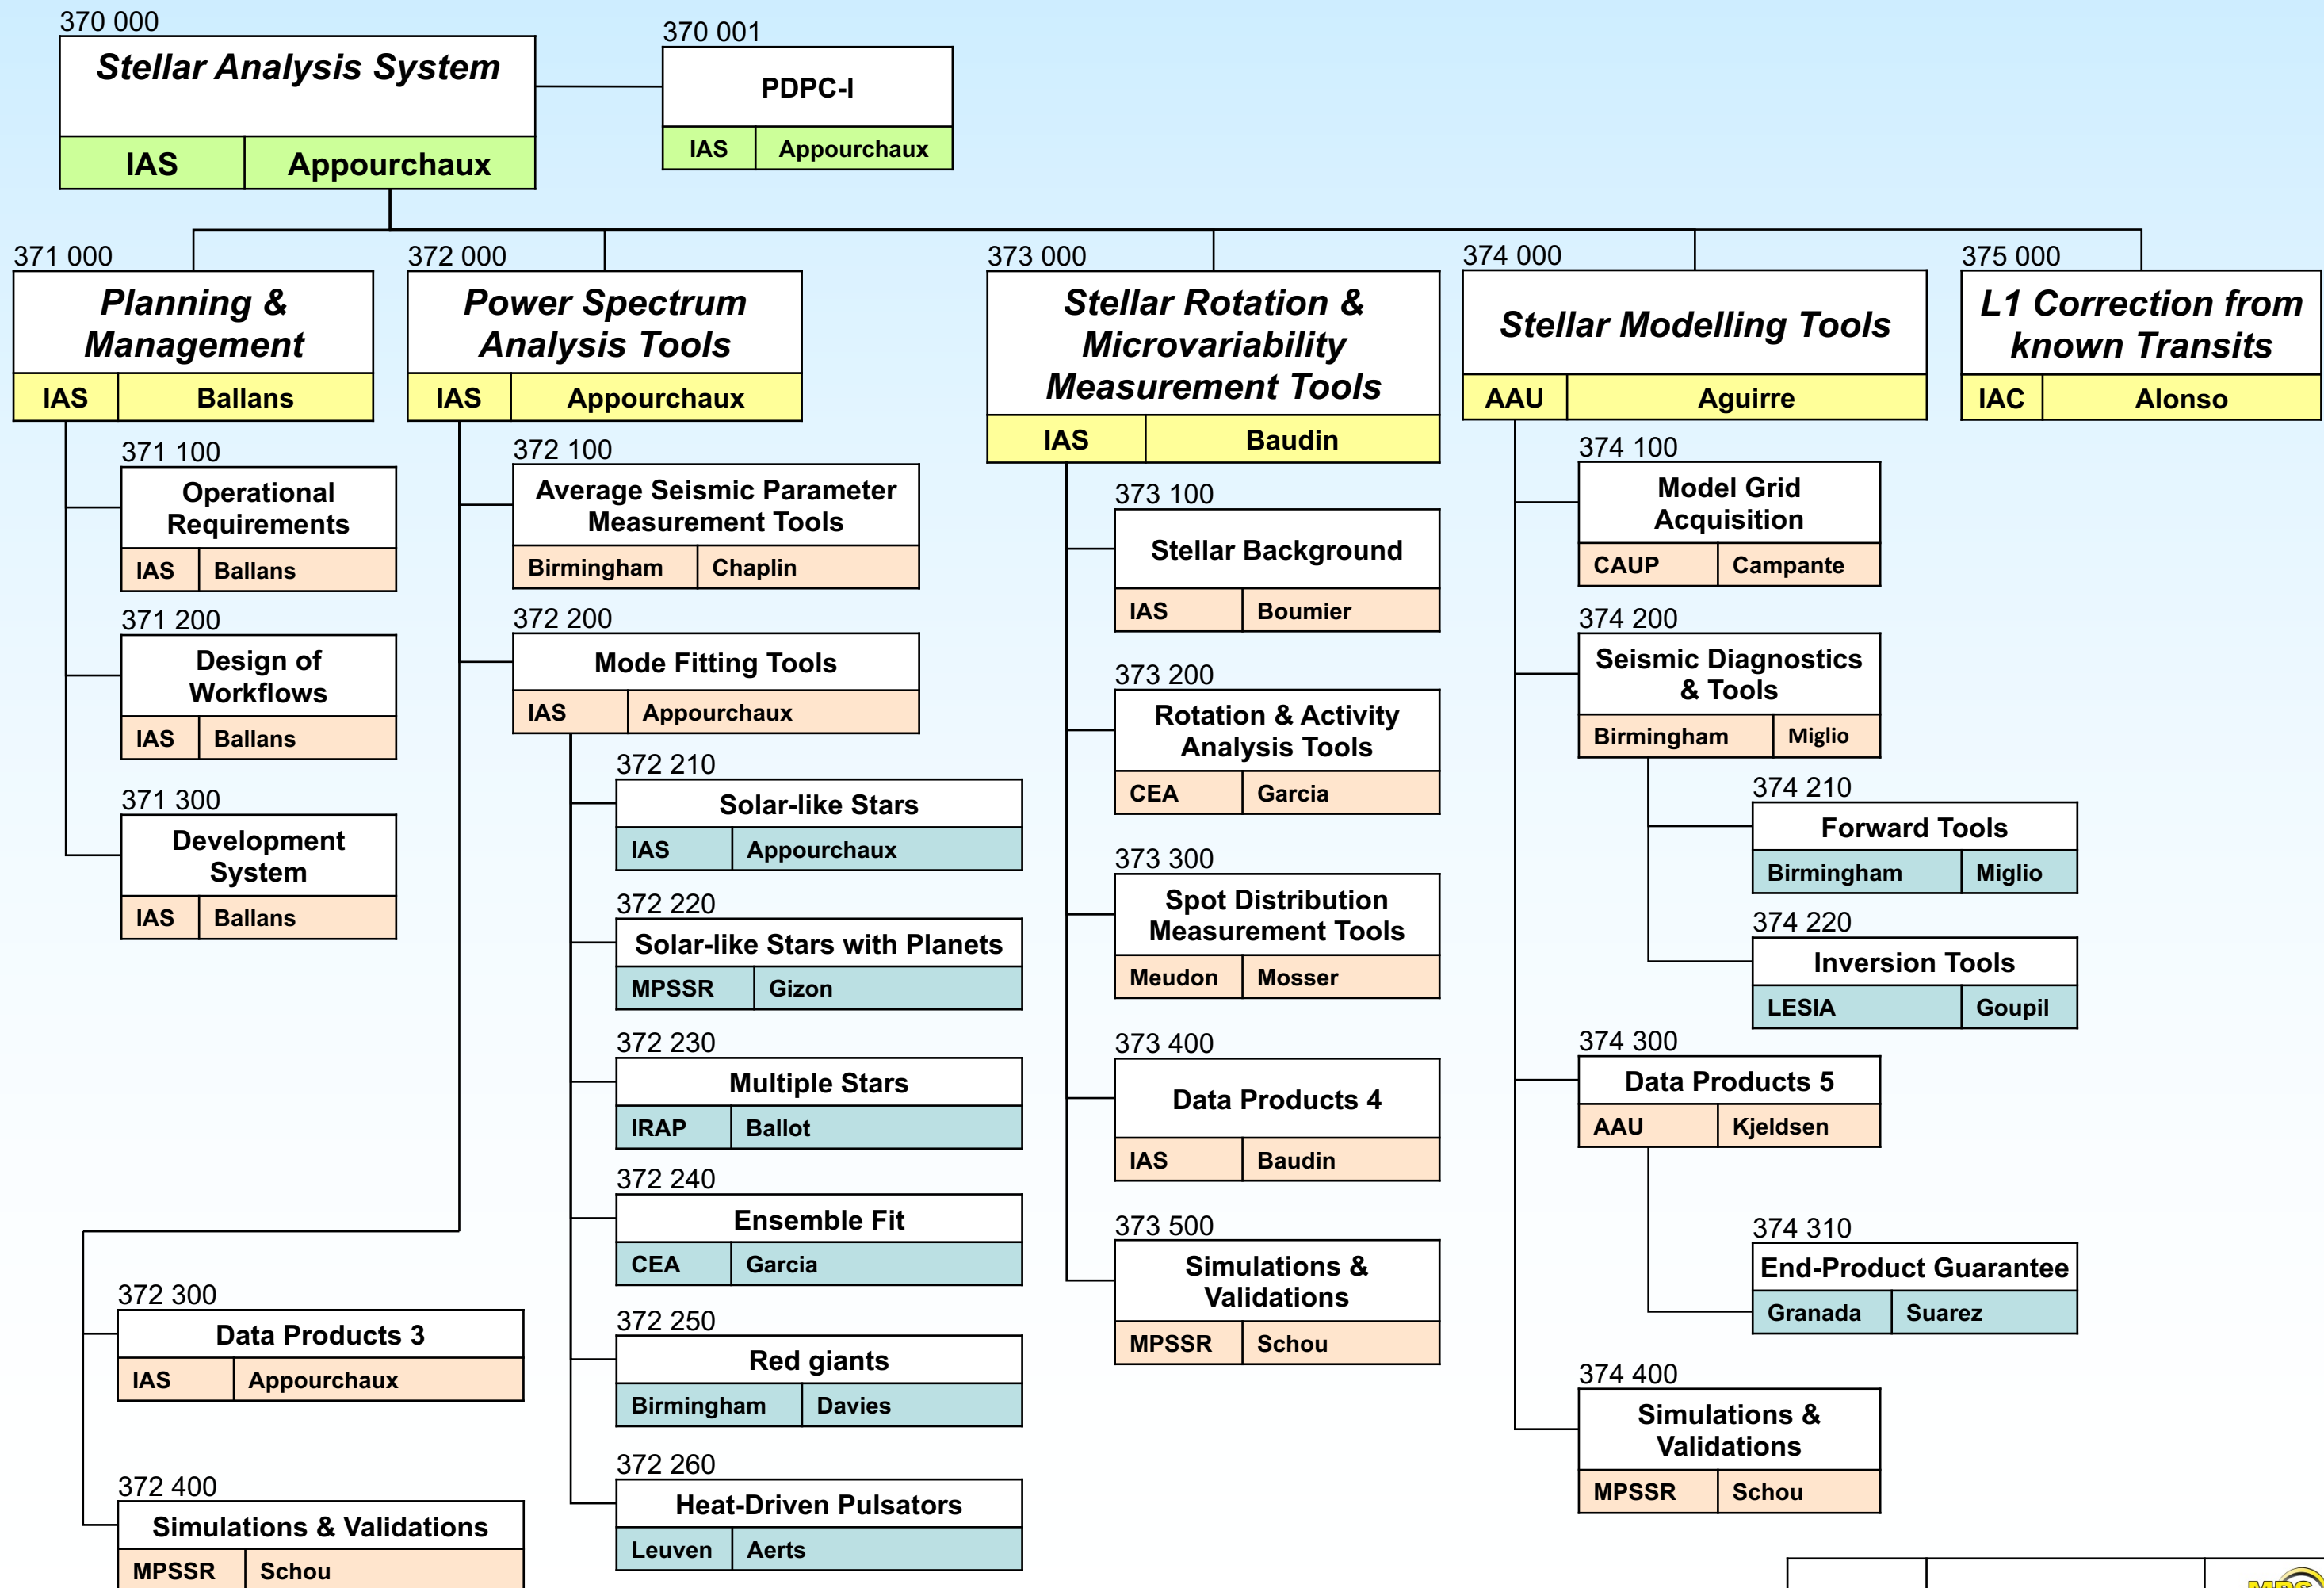 370 000
Stellar Analysis System
IAS Appourchaux
370 001
PDPC-I
IAS Appourchaux
371 000
Planning &
Management
IAS Ballans
371 100
Operational
Requirements
IAS Ballans
371 200
Design of
Workflows
IAS Ballans
371 300
Development
System
IAS Ballans
372 000
Power Spectrum
Analysis Tools
IAS Appourchaux
372 100
Average Seismic Parameter
Measurement Tools
Birmingham Chaplin
372 200
Mode Fitting Tools
IAS Appourchaux
372 210
Solar-like Stars
IAS Appourchaux
372 220
Solar-like Stars with Planets
MPSSR Gizon
372 230
Multiple Stars
IRAP Ballot
372 240
Ensemble Fit
CEA Garcia
372 250
Red giants
Birmingham Davies
372 260
Heat-Driven Pulsators
Leuven Aerts
372 300
Data Products 3
IAS Appourchaux
372 400
Simulations & Validations
MPSSR Schou
373 000
Stellar Rotation &
Microvariability
Measurement Tools
IAS Baudin
373 100
Stellar Background
IAS Boumier
373 200
Rotation & Activity
Analysis Tools
CEA Garcia
373 300
Spot Distribution
Measurement Tools
Meudon Mosser
373 400
Data Products 4
IAS Baudin
373 500
Simulations &
Validations
MPSSR Schou
374 000
Stellar Modelling Tools
AAU Aguirre
374 100
Model Grid
Acquisition
CAUP Campante
374 200
Seismic Diagnostics
& Tools
Birmingham Miglio
374 210
Forward Tools
Birmingham Miglio
374 220
Inversion Tools
LESIA Goupil
374 300
Data Products 5
AAU Kjeldsen
374 310
End-Product Guarantee
Granada Suarez
374 400
Simulations &
Validations
MPSSR Schou
375 000
L1 Correction from
known Transits
IAC Alonso